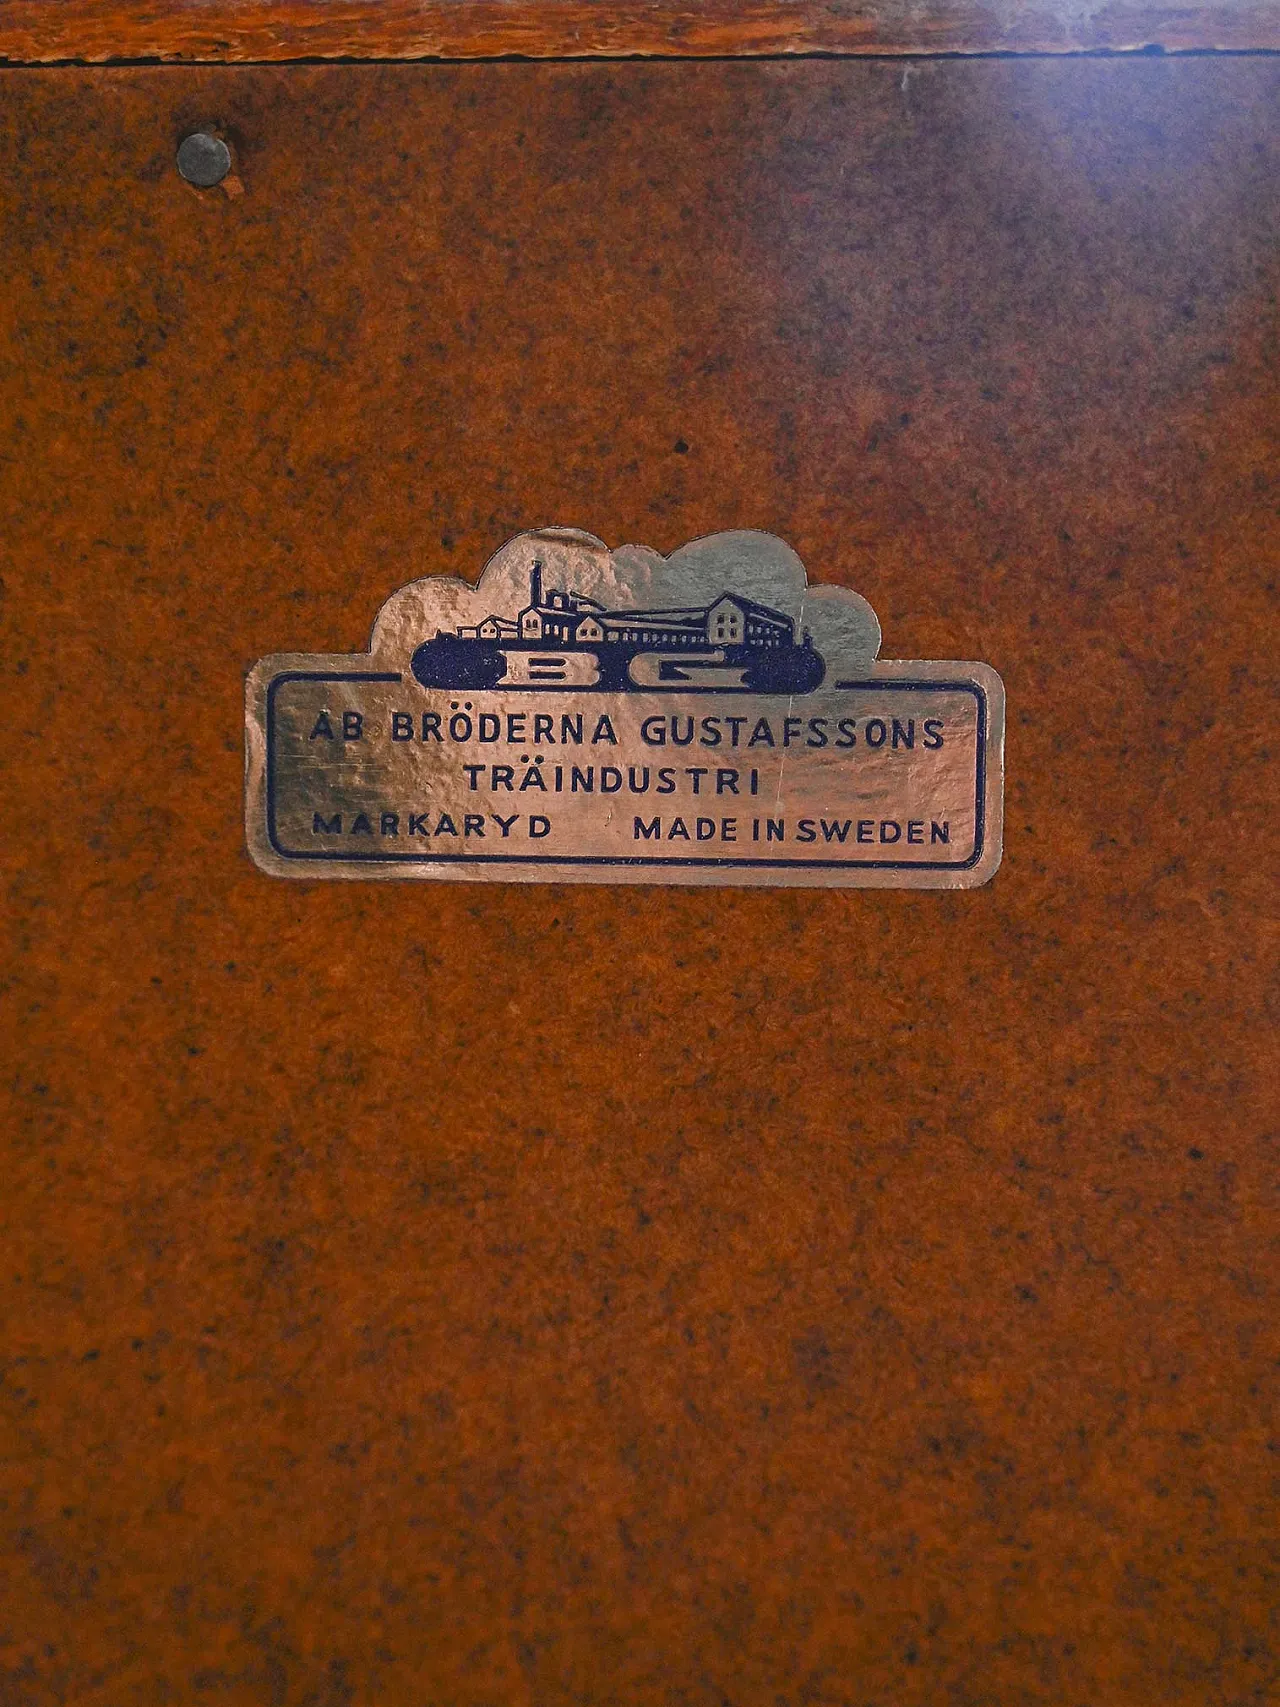 BG
AB BRÖDERNA GUSTAFSSONS
TRÄINDUSTRI
MARKARYD MADE IN SWEDEN